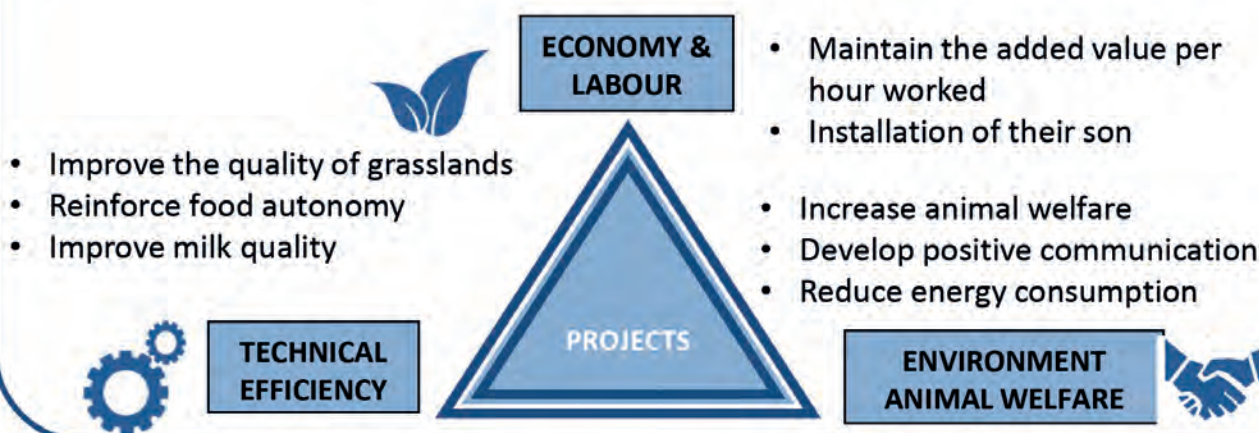 ECONOMY &
LABOUR
• Maintain the added value per
hour worked
• Installation of their son
• Improve the quality of grasslands
• Reinforce food autonomy
• Improve milk quality
• Increase animal welfare
• Develop positive communication
• Reduce energy consumption
PROJECTS
TECHNICAL
EFFICIENCY
ENVIRONMENT
ANIMAL WELFARE